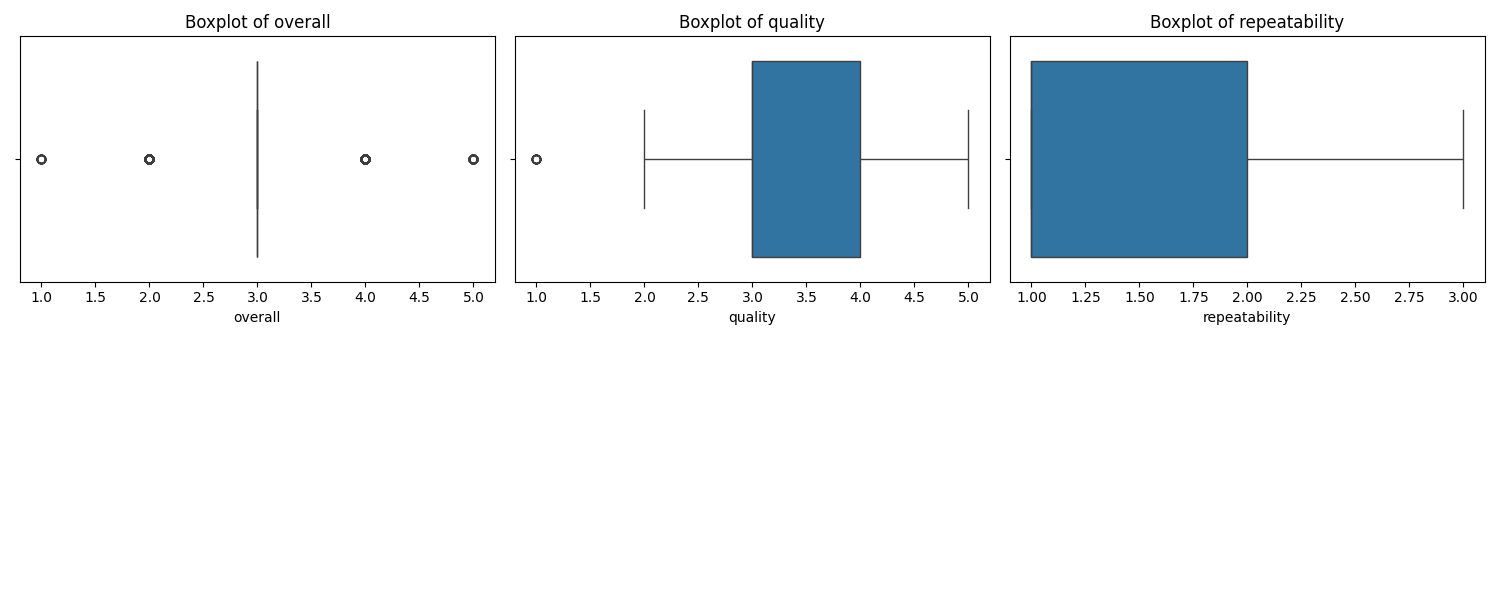 Boxplot of overall
1.0 1.5 2.0 2.5 3.0 3.5 4.0 4.5 5.0
overall
Boxplot of quality
1.0 1.5 2.0 2.5 3.0 3.5 4.0 4.5 5.0
quality
Boxplot of repeatability
1.00 1.25 1.50 1.75 2.00 2.25 2.50 2.75 3.00
repeatability